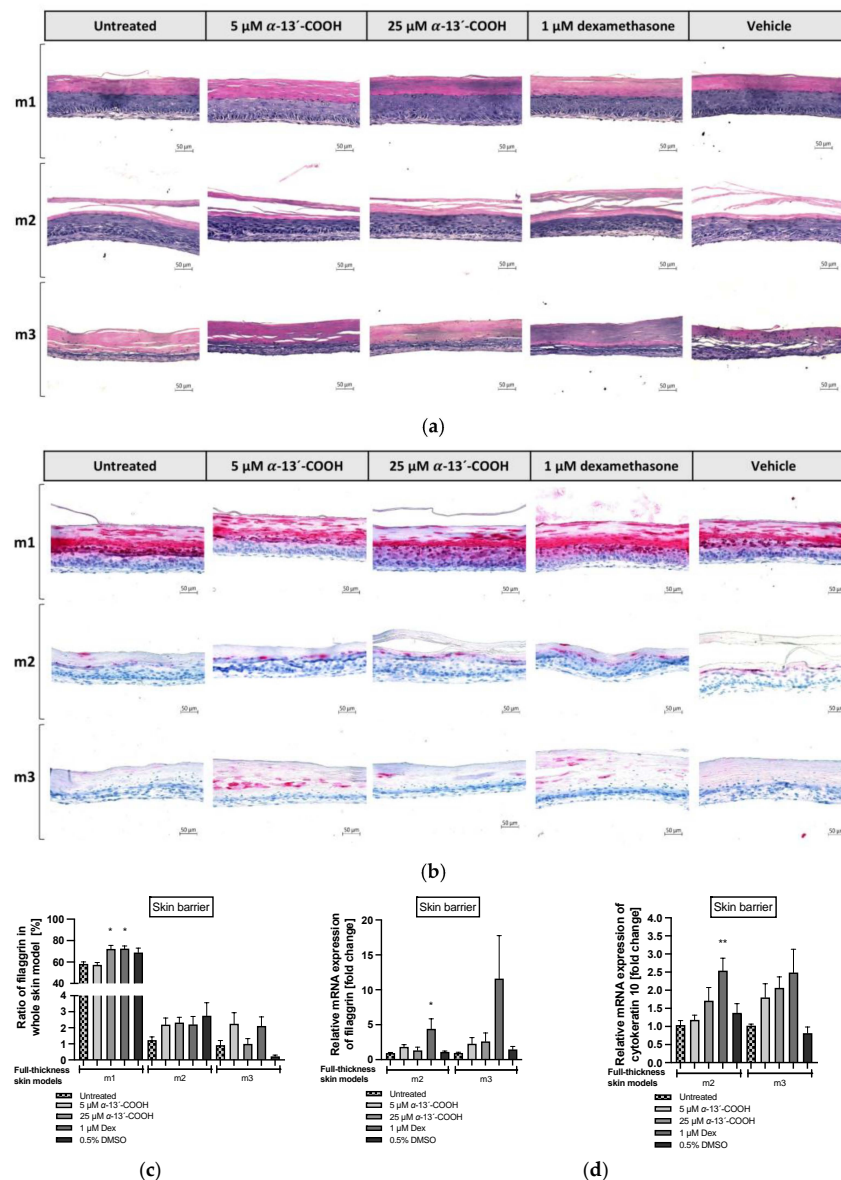 Untreated 5 µM α-13´-COOH 25 µM α-13´-COOH 1 µM dexamethasone Vehicle
m1
50 µm 50 µm 50 µm 50 µm 50 µm
m2
50 µm 50 µm 50 µm 50 µm 50 µm
m3
50 µm 50 µm 50 µm 50 µm 50 µm
(a)
Untreated 5 µM α-13´-COOH 25 µM α-13´-COOH 1 µM dexamethasone Vehicle
m1
50 µm 50 µm 50 µm 50 µm 50 µm
m2
50 µm 50 µm 50 µm 50 µm 50 µm
m3
50 µm 50 µm 50 µm 50 µm 50 µm
(b)
Skin barrier
Ratio of filaggrin in
whole skin model [%]
100
80
60
40
4
3
2
1
0
* *
Full-thickness
skin models
m1 m2 m3
Untreated
5 µM α-13´-COOH
25 µM α-13´-COOH
1 µM Dex
0.5% DMSO
(c)
Skin barrier
Relative mRNA expression
of filaggrin [fold change]
20
15
10
5
0
*
Full-thickness
skin models
m2 m3
Untreated
5 µM α-13´-COOH
25 µM α-13´-COOH
1 µM Dex
0.5% DMSO
Skin barrier
Relative mRNA expression of
cytokeratin 10 [fold change]
4.0
3.5
3.0
2.5
2.0
1.5
1.0
0.5
0.0
**
Full-thickness
skin models
m2 m3
Untreated
5 µM α-13´-COOH
25 µM α-13´-COOH
1 µM Dex
0.5% DMSO
(d)